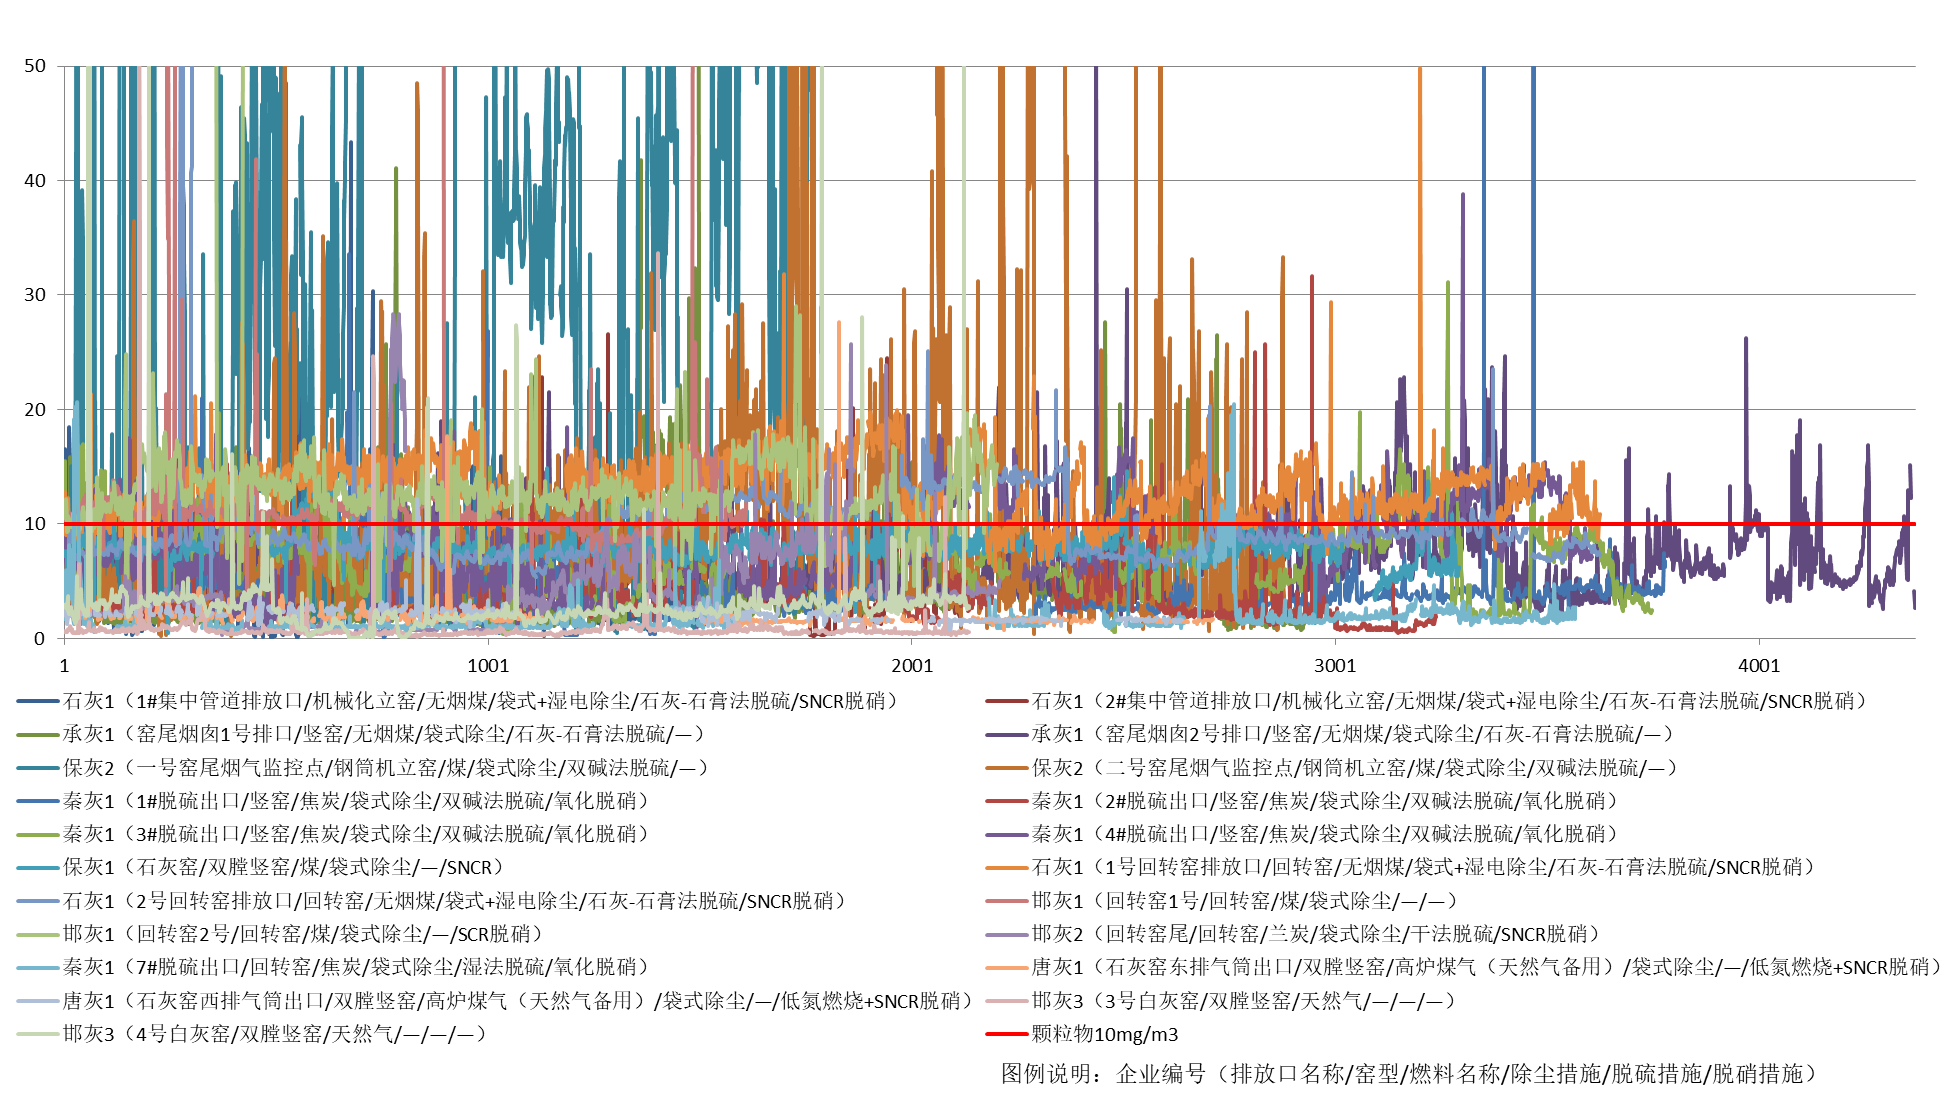 50
40
30
20
10
0
1 1001 2001 3001 4001
石灰1（1#集中管道排放口/机械化立窑/无烟煤/袋式+湿电除尘/石灰-石膏法脱硫/SNCR脱硝）
石灰1（2#集中管道排放口/机械化立窑/无烟煤/袋式+湿电除尘/石灰-石膏法脱硫/SNCR脱硝）
承灰1（窑尾烟囱1号排口/竖窑/无烟煤/袋式除尘/石灰-石膏法脱硫/—）
承灰1（窑尾烟囱2号排口/竖窑/无烟煤/袋式除尘/石灰-石膏法脱硫/—）
保灰2（一号窑尾烟气监控点/钢筒机立窑/煤/袋式除尘/双碱法脱硫/—）
保灰2（二号窑尾烟气监控点/钢筒机立窑/煤/袋式除尘/双碱法脱硫/—）
秦灰1（1#脱硫出口/竖窑/焦炭/袋式除尘/双碱法脱硫/氧化脱硝）
秦灰1（2#脱硫出口/竖窑/焦炭/袋式除尘/双碱法脱硫/氧化脱硝）
秦灰1（3#脱硫出口/竖窑/焦炭/袋式除尘/双碱法脱硫/氧化脱硝）
秦灰1（4#脱硫出口/竖窑/焦炭/袋式除尘/双碱法脱硫/氧化脱硝）
保灰1（石灰窑/双膛竖窑/煤/袋式除尘/—/SNCR）
石灰1（1号回转窑排放口/回转窑/无烟煤/袋式+湿电除尘/石灰-石膏法脱硫/SNCR脱硝）
石灰1（2号回转窑排放口/回转窑/无烟煤/袋式+湿电除尘/石灰-石膏法脱硫/SNCR脱硝）
邯灰1（回转窑1号/回转窑/煤/袋式除尘/—/—）
邯灰1（回转窑2号/回转窑/煤/袋式除尘/—/SCR脱硝）
邯灰2（回转窑尾/回转窑/兰炭/袋式除尘/干法脱硫/SNCR脱硝）
秦灰1（7#脱硫出口/回转窑/焦炭/袋式除尘/湿法脱硫/氧化脱硝）
唐灰1（石灰窑东排气筒出口/双膛竖窑/高炉煤气（天然气备用）/袋式除尘/—/低氮燃烧+SNCR脱硝）
唐灰1（石灰窑西排气筒出口/双膛竖窑/高炉煤气（天然气备用）/袋式除尘/—/低氮燃烧+SNCR脱硝）
邯灰3（3号白灰窑/双膛竖窑/天然气/—/—/—）
邯灰3（4号白灰窑/双膛竖窑/天然气/—/—/—）
颗粒物10mg/m3
图例说明：企业编号（排放口名称/窑型/燃料名称/除尘措施/脱硫措施/脱硝措施）